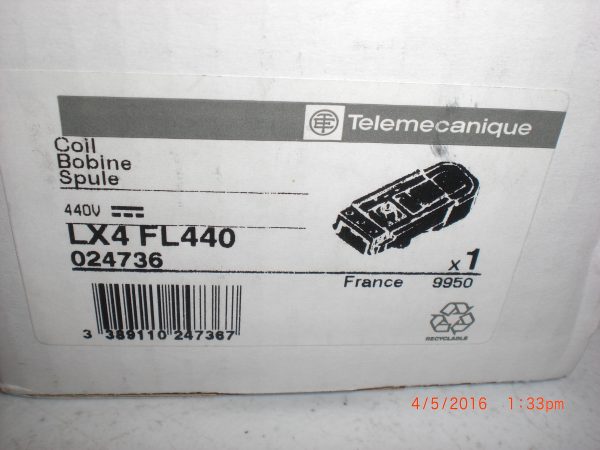 Telemecanique
Coil
Bobine
Spule
440V
LX4 FL440
024736
x 1
France 9950
3 389110 247367
RECYCLABLE
4/5/2016 1:33pm